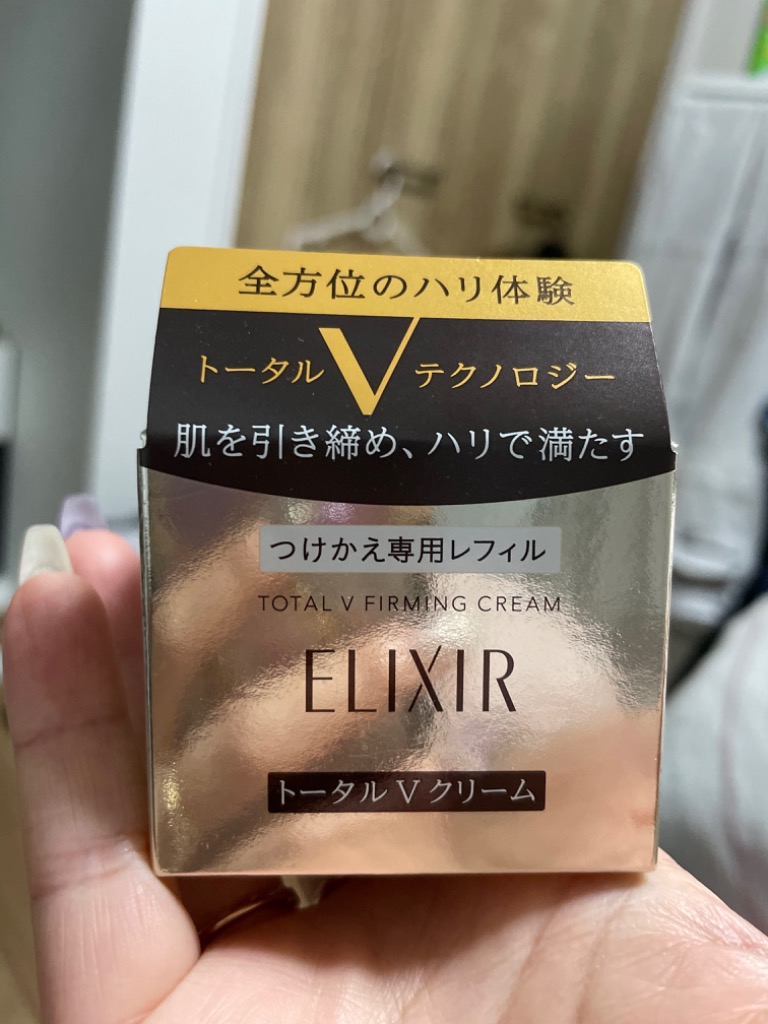 全方位のハリ体験
トータル V テクノロジー
肌を引き締め、ハリで満たす
つけかえ専用レフィル
TOTAL V FIRMING CREAM
ELIXIR
トータル V クリーム